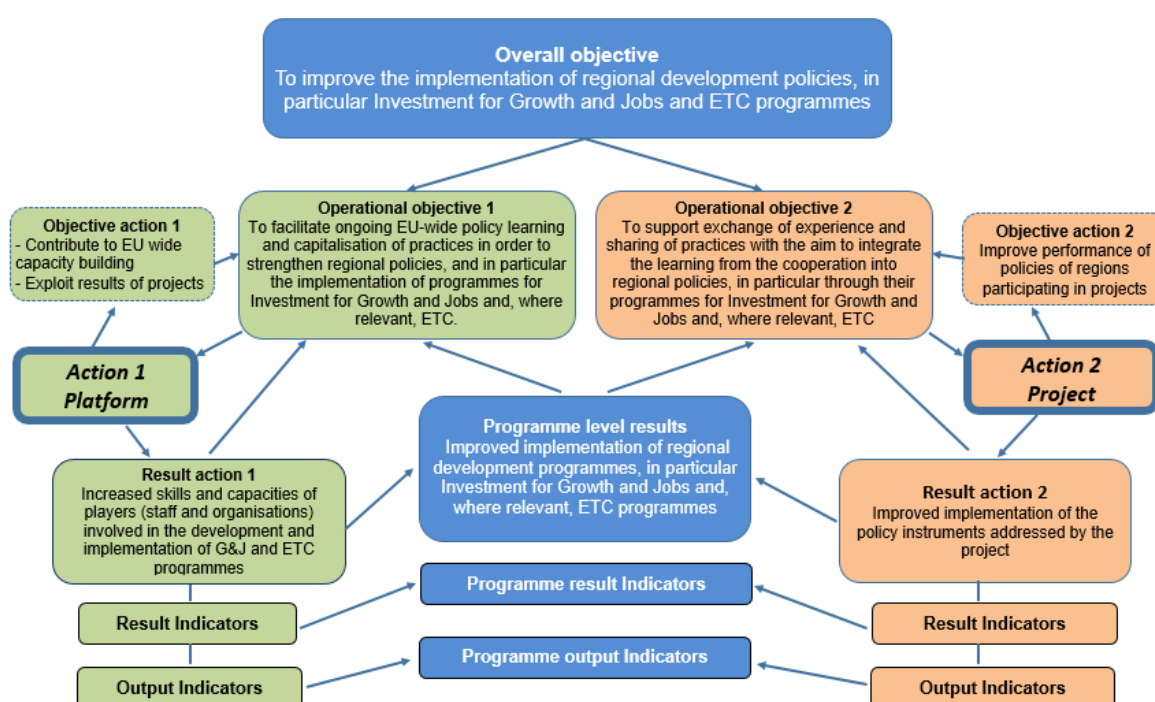 Overall objective
To improve the implementation of regional development policies, in
particular Investment for Growth and Jobs and ETC programmes
Objective action 1
- Contribute to EU wide
capacity building
- Exploit results of projects
Operational objective 1
To facilitate ongoing EU-wide policy learning
and capitalisation of practices in order to
strengthen regional policies, and in particular
the implementation of programmes for
Investment for Growth and Jobs and, where
relevant, ETC.
Operational objective 2
To support exchange of experience and
sharing of practices with the aim to integrate
the learning from the cooperation into
regional policies, in particular through their
programmes for Investment for Growth and
Jobs and, where relevant, ETC
Objective action 2
Improve performance of
policies of regions
participating in projects
Action 1
Platform
Action 2
Project
Programme level results
Improved implementation of regional
development programmes, in particular
Investment for Growth and Jobs and,
where relevant, ETC programmes
Result action 1
Increased skills and capacities of
players (staff and organisations)
involved in the development and
implementation of G&J and ETC
programmes
Result action 2
Improved implementation of the
policy instruments addressed by the
project
Programme result Indicators
Result Indicators
Result Indicators
Programme output Indicators
Output Indicators
Output Indicators